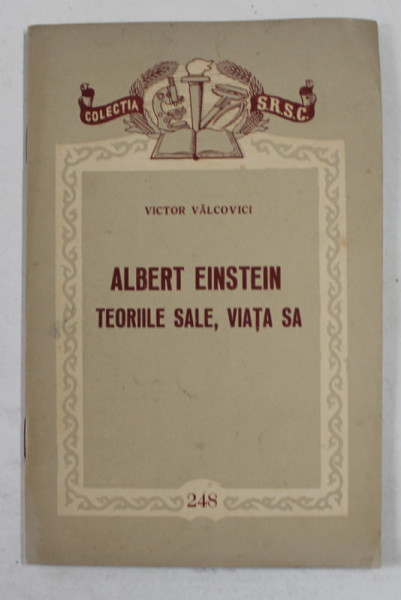 COLECȚIA S.R.S.C.
VICTOR VÂLCOVICI
ALBERT EINSTEIN
TEORIILE SALE, VIAȚA SA
248